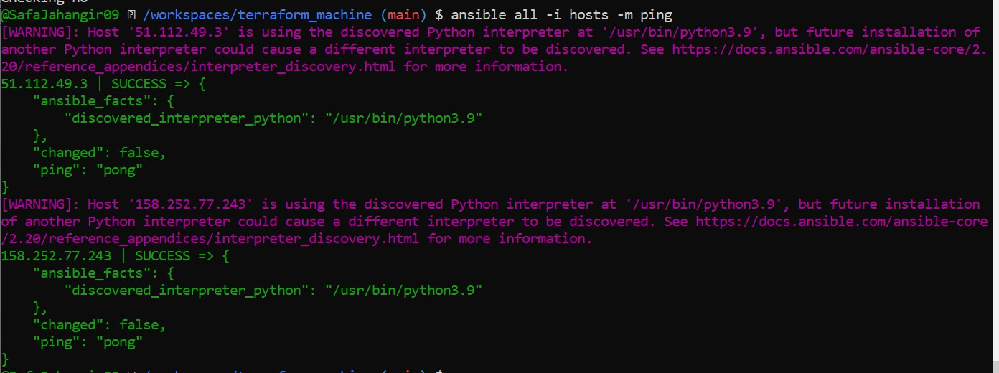 @SafaJahangir09 /workspaces/terraform_machine (main) $ ansible all -i hosts -m ping
[WARNING]: Host '51.112.49.3' is using the discovered Python interpreter at '/usr/bin/python3.9', but future installation of
another Python interpreter could cause a different interpreter to be discovered. See https://docs.ansible.com/ansible-core/2.
20/reference_appendices/interpreter_discovery.html for more information.
51.112.49.3 | SUCCESS => {
    "ansible_facts": {
        "discovered_interpreter_python": "/usr/bin/python3.9"
    },
    "changed": false,
    "ping": "pong"
}
[WARNING]: Host '158.252.77.243' is using the discovered Python interpreter at '/usr/bin/python3.9', but future installation
of another Python interpreter could cause a different interpreter to be discovered. See https://docs.ansible.com/ansible-core
/2.20/reference_appendices/interpreter_discovery.html for more information.
158.252.77.243 | SUCCESS => {
    "ansible_facts": {
        "discovered_interpreter_python": "/usr/bin/python3.9"
    },
    "changed": false,
    "ping": "pong"
}